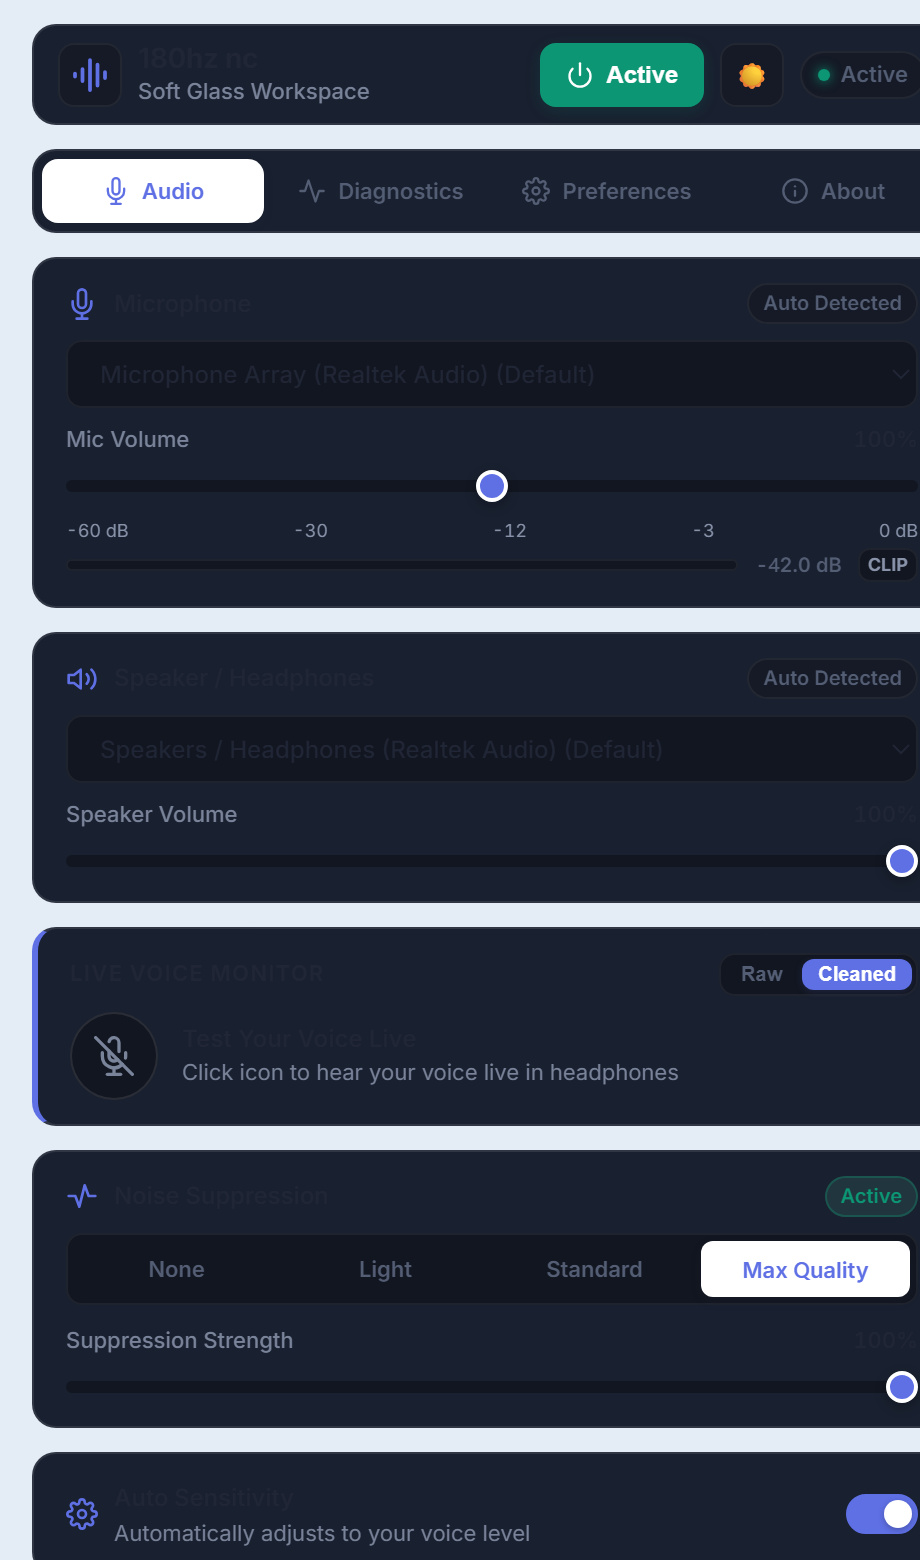 180hz nc
Soft Glass Workspace
Active
Active
Audio
Diagnostics
Preferences
About
Microphone
Auto Detected
Microphone Array (Realtek Audio) (Default)
Mic Volume
100%
-60 dB
-30
-12
-3
0 dB
-42.0 dB
CLIP
Speaker / Headphones
Auto Detected
Speakers / Headphones (Realtek Audio) (Default)
Speaker Volume
100%
LIVE VOICE MONITOR
Raw
Cleaned
Test Your Voice Live
Click icon to hear your voice live in headphones
Noise Suppression
Active
None
Light
Standard
Max Quality
Suppression Strength
100%
Auto Sensitivity
Automatically adjusts to your voice level